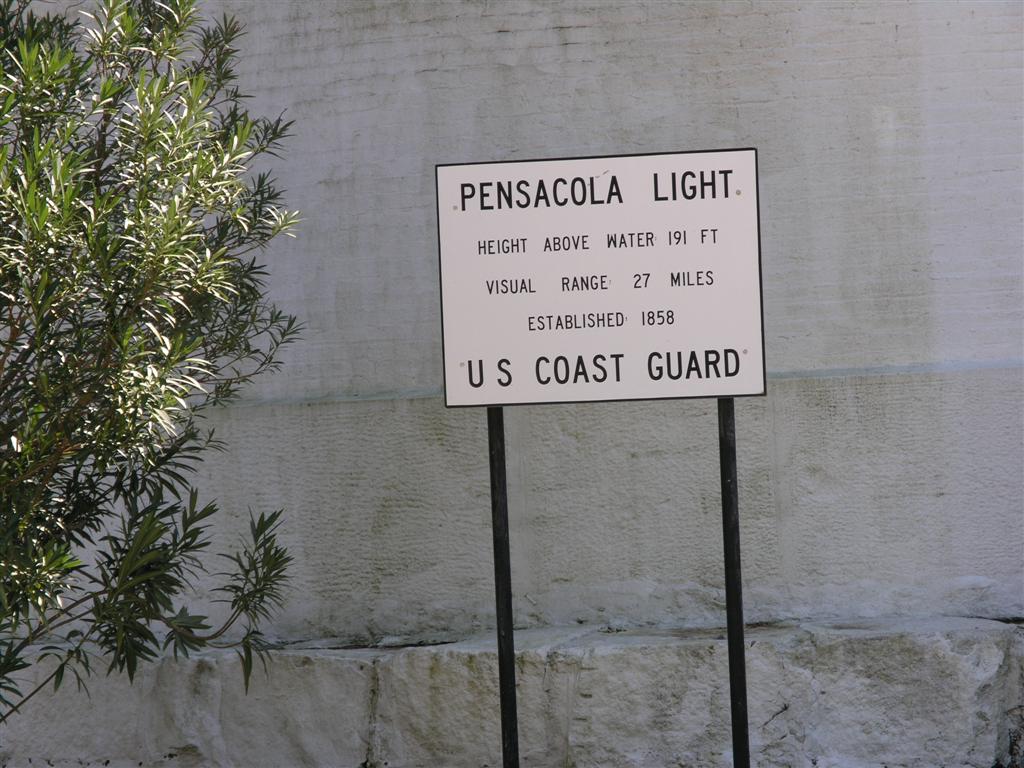 PENSACOLA LIGHT
HEIGHT ABOVE WATER: 191 FT
VISUAL RANGE: 27 MILES
ESTABLISHED: 1858
U S COAST GUARD